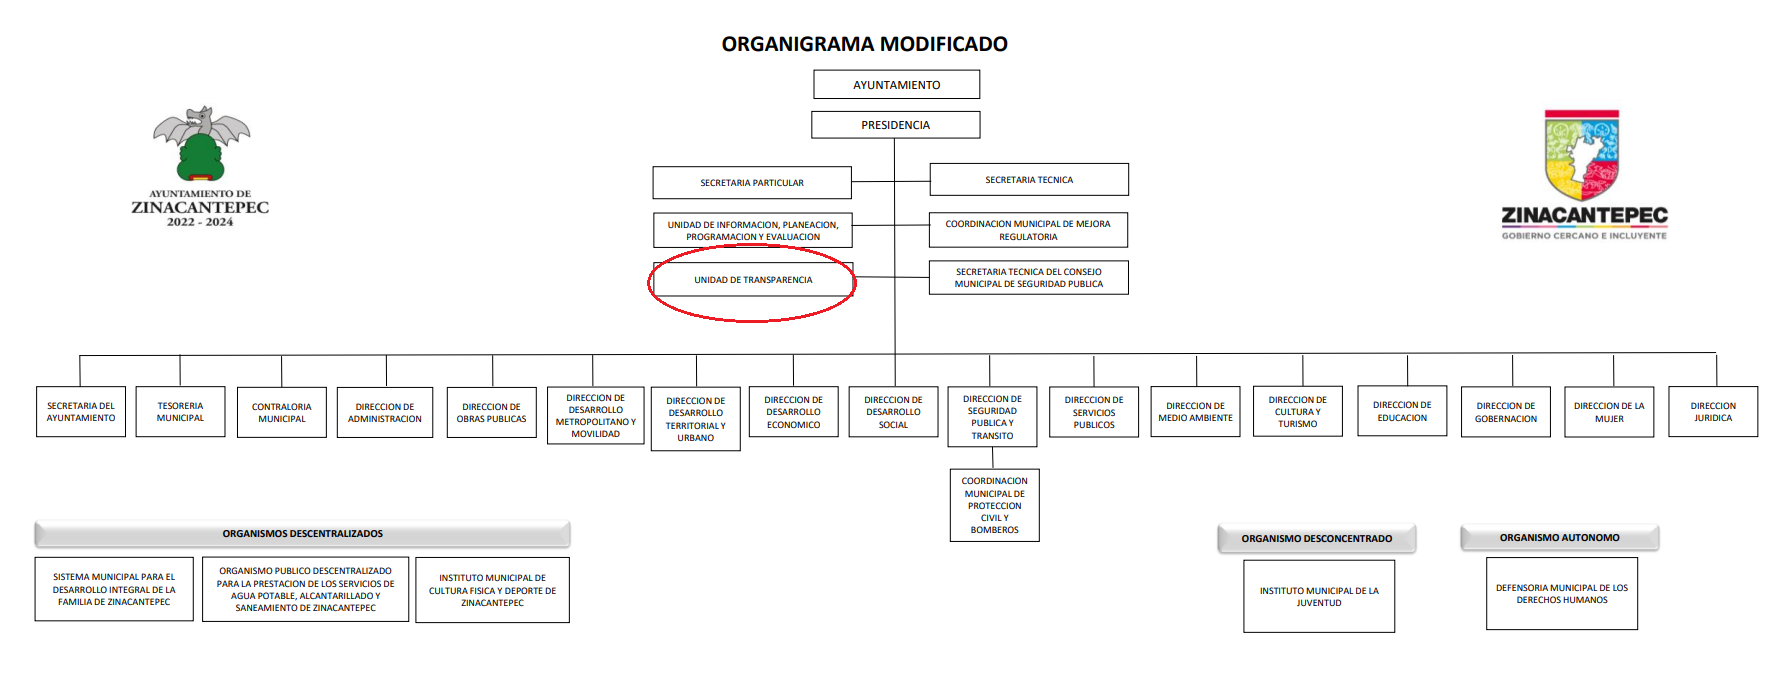 ORGANIGRAMA MODIFICADO
AYUNTAMIENTO
PRESIDENCIA
AYUNTAMIENTO DE
ZINACANTEPEC
2022 - 2024
ZINACANTEPEC
GOBIERNO CERCANO E INCLUYENTE
SECRETARIA PARTICULAR
SECRETARIA TECNICA
UNIDAD DE INFORMACION, PLANEACION,
PROGRAMACION Y EVALUACION
COORDINACION MUNICIPAL DE MEJORA
REGULATORIA
UNIDAD DE TRANSPARENCIA
SECRETARIA TECNICA DEL CONSEJO
MUNICIPAL DE SEGURIDAD PUBLICA
SECRETARIA DEL
AYUNTAMIENTO
TESORERIA
MUNICIPAL
CONTRALORIA
MUNICIPAL
DIRECCION DE
ADMINISTRACION
DIRECCION DE
OBRAS PUBLICAS
DIRECCION DE
DESARROLLO
METROPOLITANO Y
MOVILIDAD
DIRECCION DE
DESARROLLO
TERRITORIAL Y
URBANO
DIRECCION DE
DESARROLLO
ECONOMICO
DIRECCION DE
DESARROLLO
SOCIAL
DIRECCION DE
SEGURIDAD
PUBLICA Y
TRANSITO
DIRECCION DE
SERVICIOS
PUBLICOS
DIRECCION DE
MEDIO AMBIENTE
DIRECCION DE
CULTURA Y
TURISMO
DIRECCION DE
EDUCACION
DIRECCION DE
GOBERNACION
DIRECCION DE LA
MUJER
DIRECCION
JURIDICA
COORDINACION
MUNICIPAL DE
PROTECCION
CIVIL Y
BOMBEROS
ORGANISMOS DESCENTRALIZADOS
SISTEMA MUNICIPAL PARA EL
DESARROLLO INTEGRAL DE LA
FAMILIA DE ZINACANTEPEC
ORGANISMO PUBLICO DESCENTRALIZADO
PARA LA PRESTACION DE LOS SERVICIOS DE
AGUA POTABLE, ALCANTARILLADO Y
SANEAMIENTO DE ZINACANTEPEC
INSTITUTO MUNICIPAL DE
CULTURA FISICA Y DEPORTE DE
ZINACANTEPEC
ORGANISMO DESCONCENTRADO
INSTITUTO MUNICIPAL DE LA
JUVENTUD
ORGANISMO AUTONOMO
DEFENSORIA MUNICIPAL DE LOS
DERECHOS HUMANOS